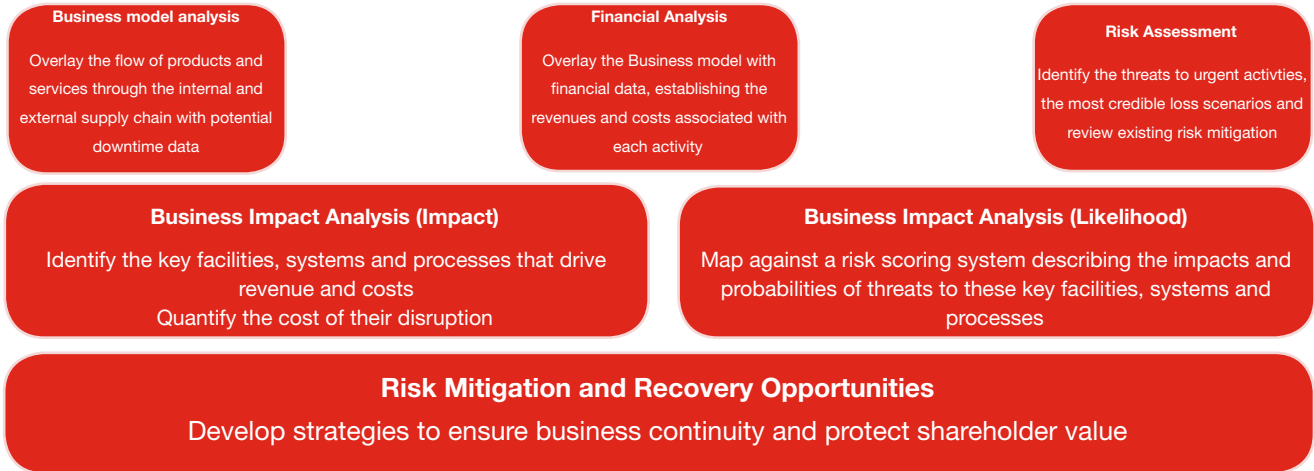 Business model analysis
Overlay the flow of products and
services through the internal and
external supply chain with potential
downtime data
Financial Analysis
Overlay the Business model with
financial data, establishing the
revenues and costs associated with
each activity
Risk Assessment
Identify the threats to urgent activties,
the most credible loss scenarios and
review existing risk mitigation
Business Impact Analysis (Impact)
Identify the key facilities, systems and processes that drive
revenue and costs
Quantify the cost of their disruption
Business Impact Analysis (Likelihood)
Map against a risk scoring system describing the impacts and
probabilities of threats to these key facilities, systems and
processes
Risk Mitigation and Recovery Opportunities
Develop strategies to ensure business continuity and protect shareholder value